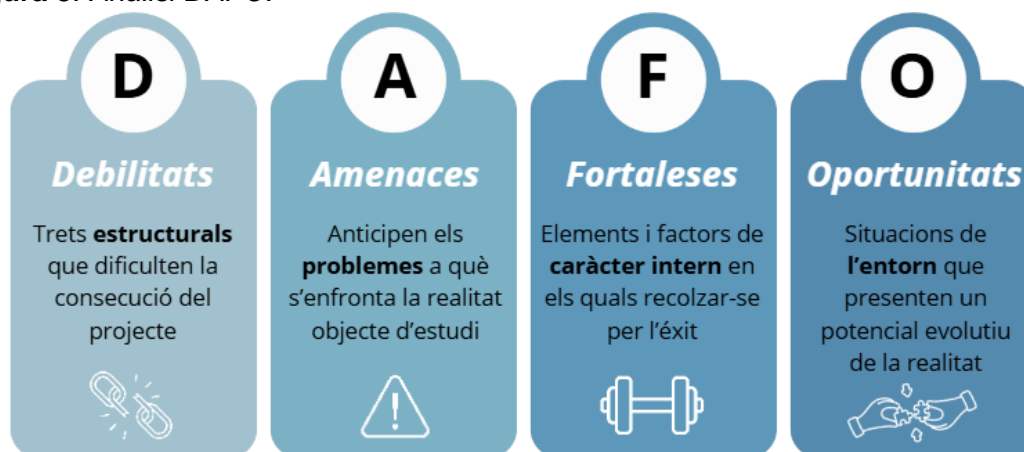 D
Debilitats
Trets estructurals
que dificulten la
consecució del
projecte
A
Amenaces
Anticipen els
problemes a què
s'enfronta la realitat
objecte d'estudi
F
Fortaleses
Elements i factors de
caràcter intern en
els quals recolzar-se
per l'éxit
O
Oportunitats
Situacions de
l'entorn que
presenten un
potencial evolutiu
de la realitat